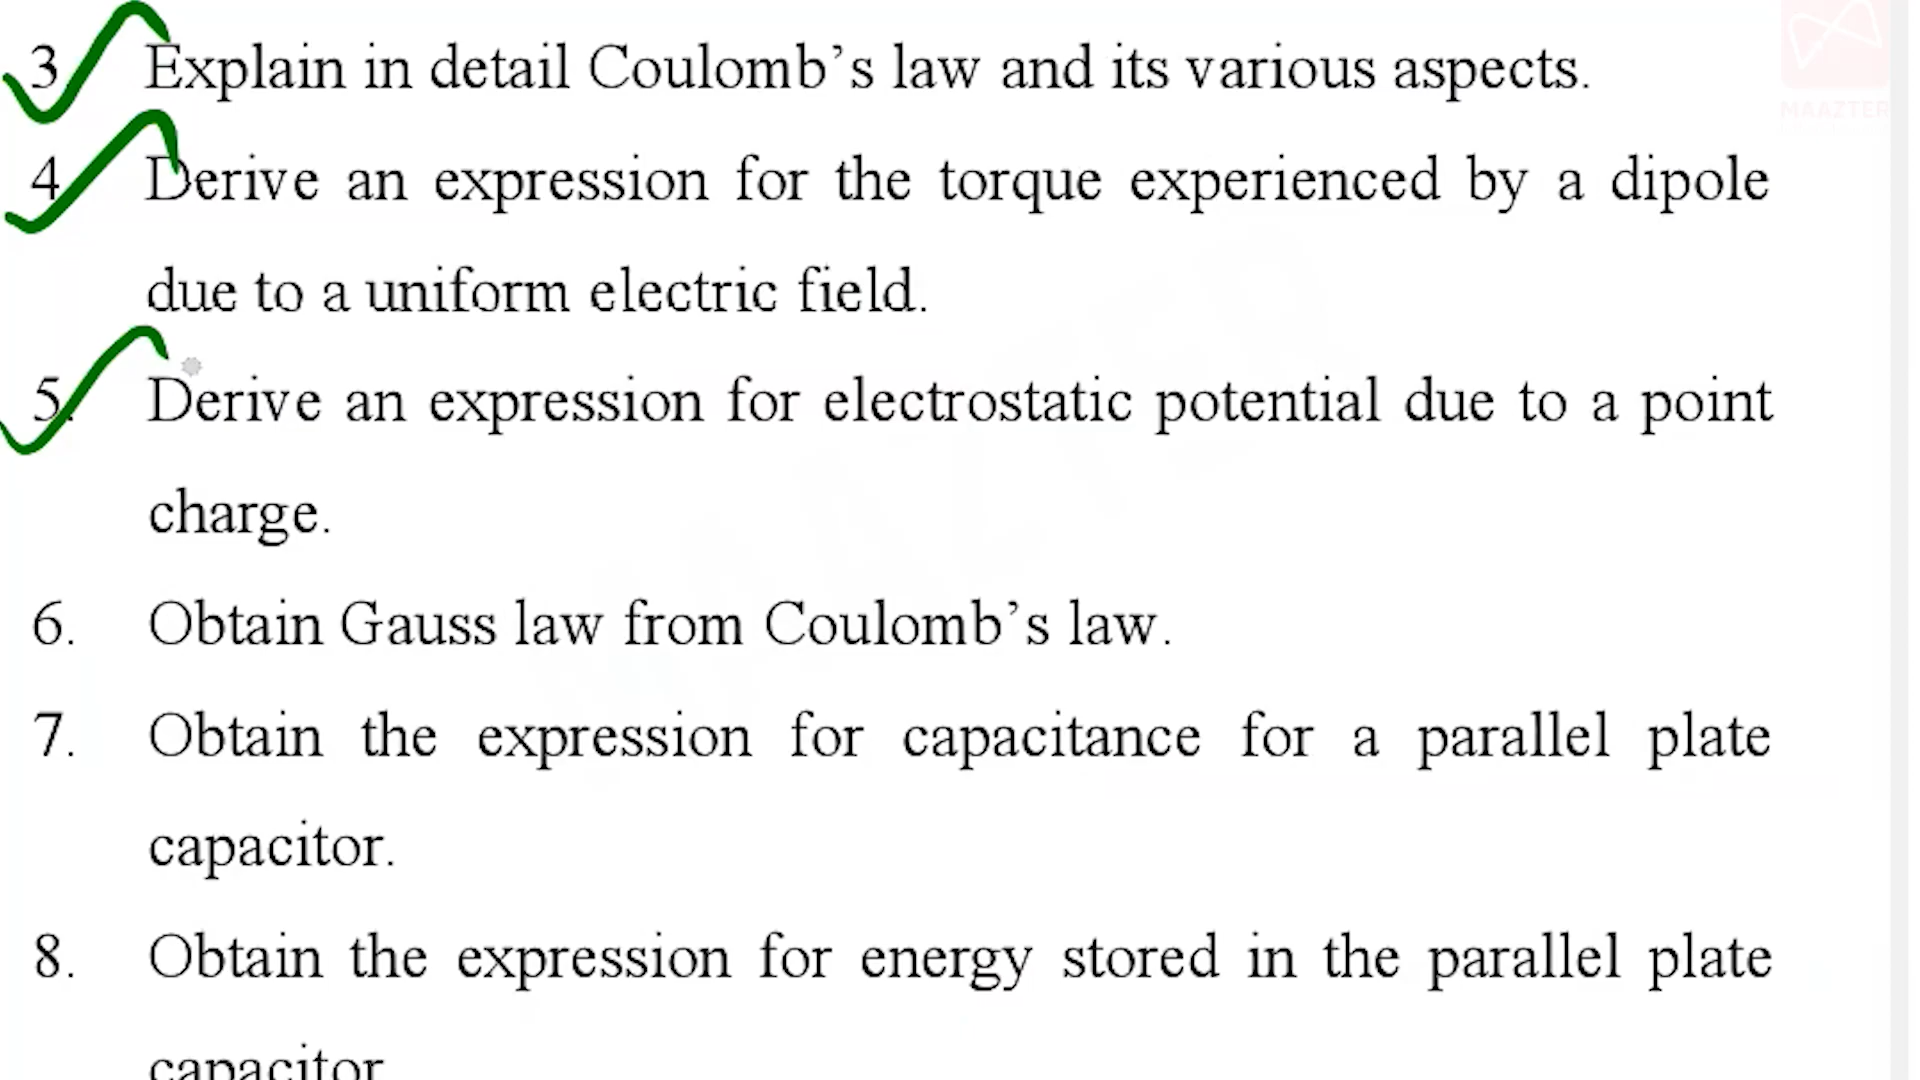 3 Explain in detail Coulomb's law and its various aspects.
MAAZTER
4 Derive an expression for the torque experienced by a dipole
due to a uniform electric field.
5. Derive an expression for electrostatic potential due to a point
charge.
6. Obtain Gauss law from Coulomb's law.
7. Obtain the expression for capacitance for a parallel plate
capacitor.
8. Obtain the expression for energy stored in the parallel plate
capacitor